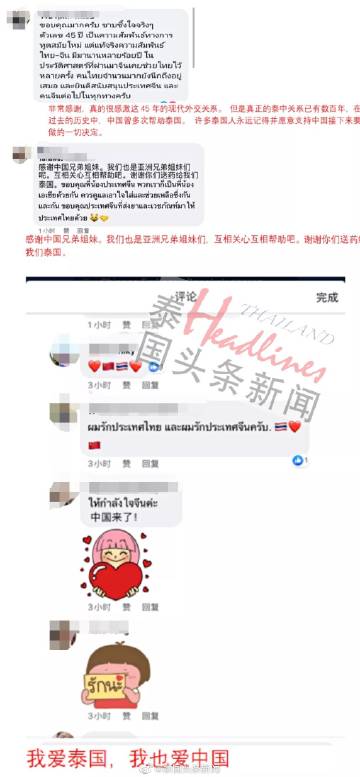 ขอบคุณมากครับ ซาบซึ้งใจจริงๆ
ตัวเลข 45 ปี เป็นความสัมพันธ์ทางการ
ทูตสมัยใหม่ แต่แท้จริงความสัมพันธ์
ไทย-จีน มีมานานหลายร้อยปี ใน
ประวัติศาสตร์ที่ผ่านมาจีนเคยช่วยไทยไว้
หลายครั้ง คนไทยจำนวนมากยังนึกถึงอยู่
เสมอ และยินดีสนับสนุนประเทศจีน และ
คนจีนต่อไปในทุกทางครับ
非常感谢，真的很感激这 45 年的现代外交关系。 但是真正的泰中关系已有数百年，在
过去的历史中，中国曾多次帮助泰国。 许多泰国人永远记得并愿意支持中国接下来要
做的一切决定。
感谢中国兄弟姐妹。我们也是亚洲兄弟姐妹们
吧。互相关心互相帮助吧。谢谢你们送药给我们
泰国。ขอบคุณพี่น้องประเทศจีน พวกเราก็เป็นพี่น้อง
เอเชียด้วยกัน ควรดูแลเอาใจใส่และช่วยเหลือซึ่งกัน
และกัน ขอบคุณประเทศจีนที่ส่งยาและเวชภัณฑ์มาให้
ประเทศไทยด้วย
1小时 赞 回复
感谢中国兄弟姐妹。我们也是亚洲兄弟姐妹们，互相关心互相帮助吧。谢谢你们送药给
我们泰国。
评论
完成
1小时 赞 回复
泰国头条新闻
THAILAND
Headlines
3小时 赞 回复
ผมรักประเทศไทย และผมรักประเทศจีนครับ.
1
3小时 赞 回复
ให้กำลังใจจีนค่ะ
中国来了！
3小时 赞 回复
รักนะ
3小时 赞 回复
我爱泰国，我也爱中国
@泰国头条新闻